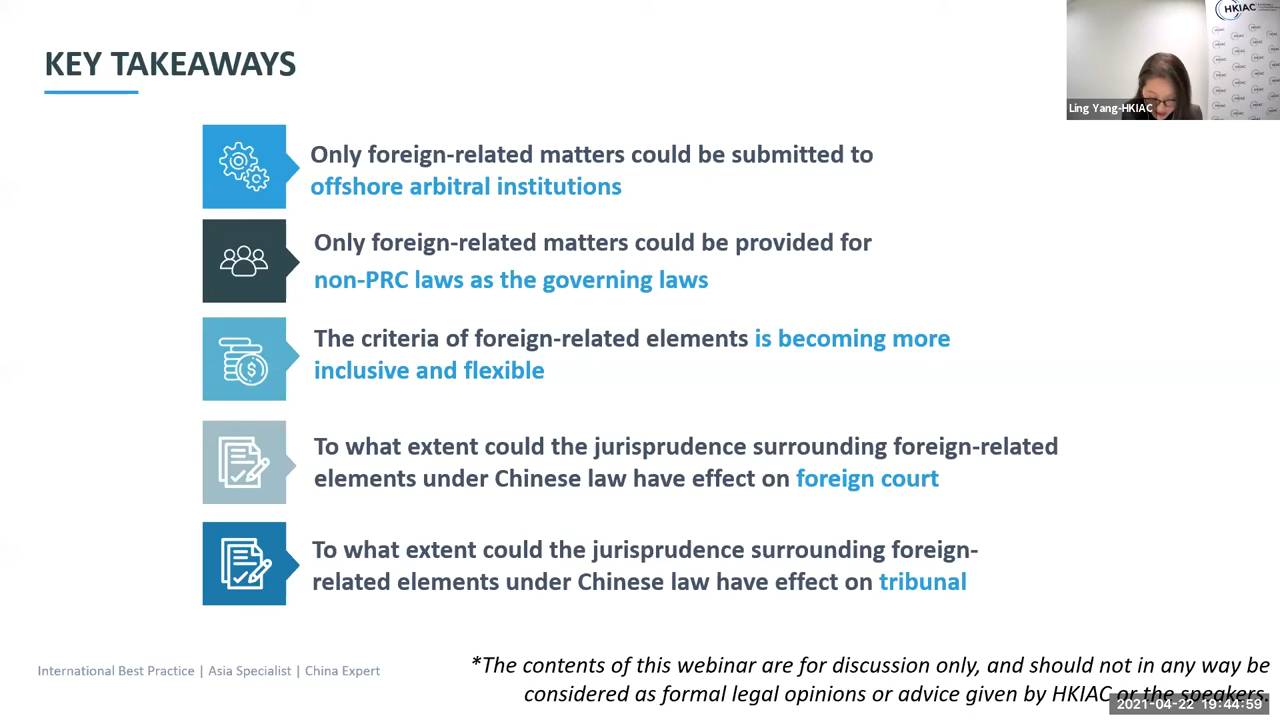 KEY TAKEAWAYS
HKIAC
Ling Yang-HKIAC
Only foreign-related matters could be submitted to
offshore arbitral institutions
Only foreign-related matters could be provided for
non-PRC laws as the governing laws
The criteria of foreign-related elements is becoming more
inclusive and flexible
To what extent could the jurisprudence surrounding foreign-related
elements under Chinese law have effect on foreign court
To what extent could the jurisprudence surrounding foreign-
related elements under Chinese law have effect on tribunal
International Best Practice | Asia Specialist | China Expert
*The contents of this webinar are for discussion only, and should not in any way be
considered as formal legal opinions or advice given by HKIAC or the speakers.
2021-04-22 19:44:59